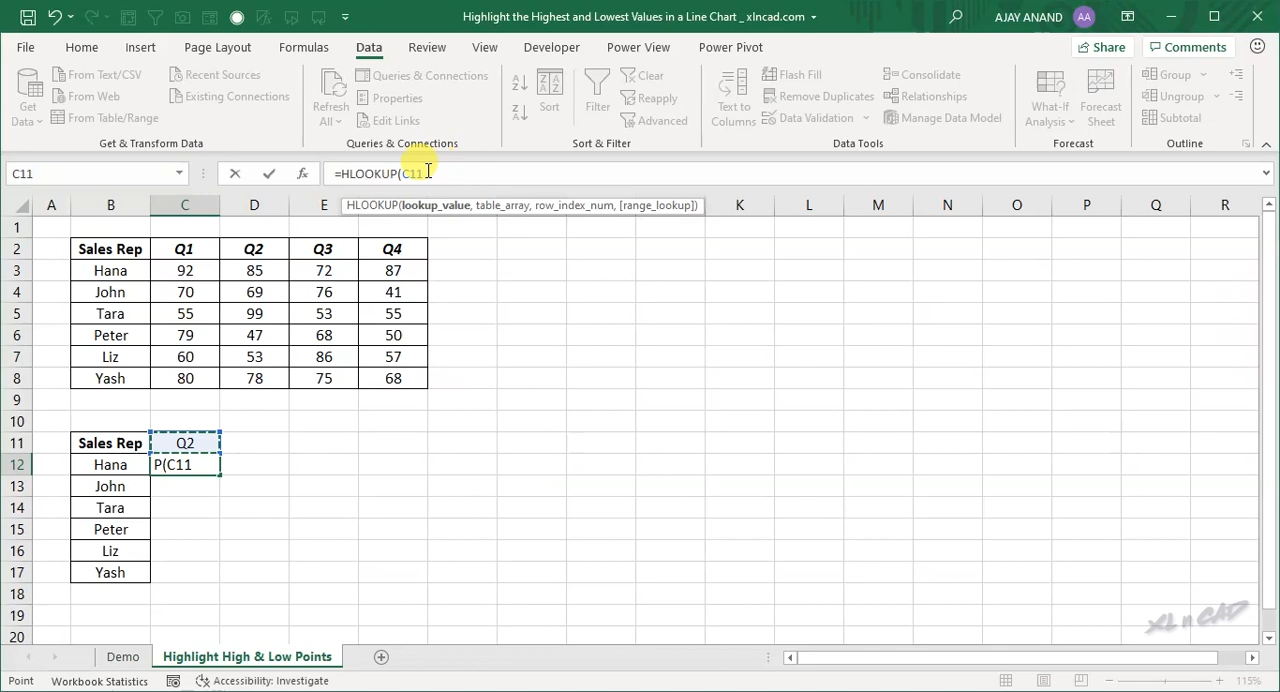 Highlight the Highest and Lowest Values in a Line Chart _ xlncad.com
AJAY ANAND
AA
File Home Insert Page Layout Formulas Data Review View Developer Power View Power Pivot Share Comments
Get Data
From Text/CSV
From Web
From Table/Range
Recent Sources
Existing Connections
Get & Transform Data
Refresh All
Queries & Connections
Properties
Edit Links
Queries & Connections
Sort
Filter
Clear
Reapply
Advanced
Sort & Filter
Text to Columns
Flash Fill
Remove Duplicates
Data Validation
Consolidate
Relationships
Manage Data Model
Data Tools
What-If Analysis
Forecast Sheet
Forecast
Group
Ungroup
Subtotal
Outline
C11
fx
=HLOOKUP(C11
HLOOKUP(lookup_value, table_array, row_index_num, [range_lookup])
A B C D E K L M N O P Q R
1
2 Sales Rep Q1 Q2 Q3 Q4
3 Hana 92 85 72 87
4 John 70 69 76 41
5 Tara 55 99 53 55
6 Peter 79 47 68 50
7 Liz 60 53 86 57
8 Yash 80 78 75 68
9
10
11 Sales Rep Q2
12 Hana P(C11
13 John
14 Tara
15 Peter
16 Liz
17 Yash
18
19
20
XL n CAD
Demo Highlight High & Low Points
Point Workbook Statistics Accessibility: Investigate 115%